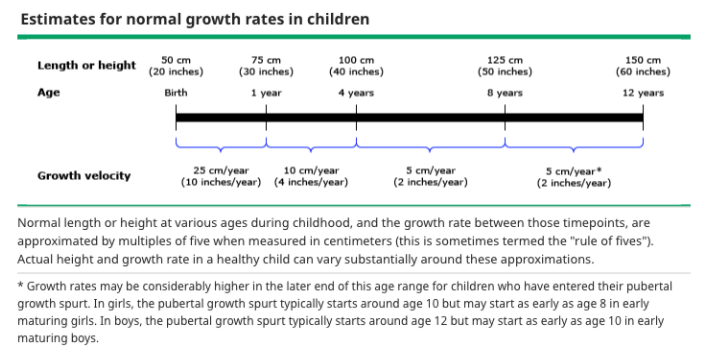 Estimates for normal growth rates in children
Length or height 50 cm 75 cm 100 cm 125 cm 150 cm
(20 inches) (30 inches) (40 inches) (50 inches) (60 inches)
Age Birth 1 year 4 years 8 years 12 years
Growth velocity 25 cm/year 10 cm/year 5 cm/year 5 cm/year*
(10 inches/year) (4 inches/year) (2 inches/year) (2 inches/year)
Normal length or height at various ages during childhood, and the growth rate between those timepoints, are
approximated by multiples of five when measured in centimeters (this is sometimes termed the "rule of fives").
Actual height and growth rate in a healthy child can vary substantially around these approximations.
* Growth rates may be considerably higher in the later end of this age range for children who have entered their pubertal
growth spurt. In girls, the pubertal growth spurt typically starts around age 10 but may start as early as age 8 in early
maturing girls. In boys, the pubertal growth spurt typically starts around age 12 but may start as early as age 10 in early
maturing boys.